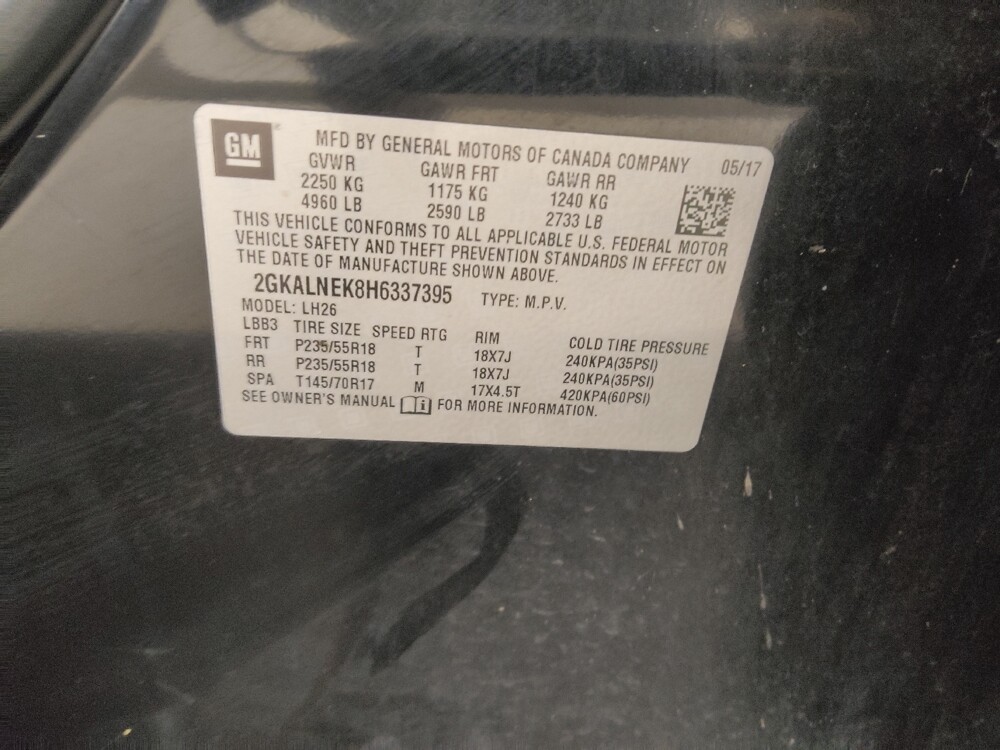 GM
MFD BY GENERAL MOTORS OF CANADA COMPANY 05/17
GVWR GAWR FRT GAWR RR
2250 KG 1175 KG 1240 KG
4960 LB 2590 LB 2733 LB
THIS VEHICLE CONFORMS TO ALL APPLICABLE U.S. FEDERAL MOTOR
VEHICLE SAFETY AND THEFT PREVENTION STANDARDS IN EFFECT ON
THE DATE OF MANUFACTURE SHOWN ABOVE.
2GKALNEK8H6337395 TYPE: M.P.V.
MODEL: LH26
LBB3 TIRE SIZE SPEED RTG RIM COLD TIRE PRESSURE
FRT P235/55R18 T 18X7J 240KPA(35PSI)
RR P235/55R18 T 18X7J 240KPA(35PSI)
SPA T145/70R17 M 17X4.5T 420KPA(60PSI)
SEE OWNER'S MANUAL FOR MORE INFORMATION.